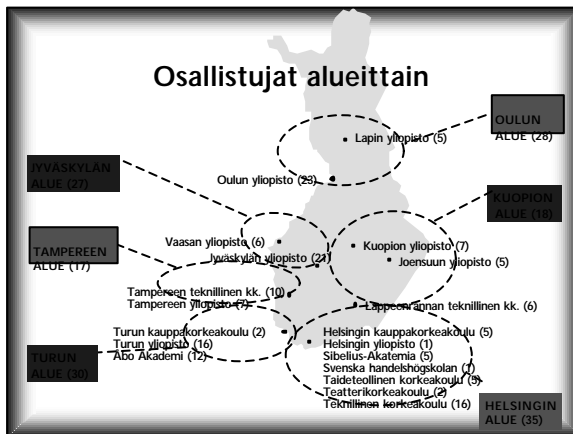 Osallistujat alueittain
OULUN
ALUE (28)
Lapin yliopisto (5)
JYVÄSKYLÄN
ALUE (27)
Oulun yliopisto (23)
KUOPION
ALUE (18)
TAMPEREEN
ALUE (17)
Vaasan yliopisto (6)
Jyväskylän yliopisto (21)
Kuopion yliopisto (7)
Joensuun yliopisto (5)
Tampereen teknillinen kk. (10)
Tampereen yliopisto (7)
Lappeenrannan teknillinen kk. (6)
Turun kauppakorkeakoulu (2)
Turun yliopisto (16)
Åbo Akademi (12)
TURUN
ALUE (30)
Helsingin kauppakorkeakoulu (5)
Helsingin yliopisto (1)
Sibelius-Akatemia (5)
Svenska handelshögskolan (1)
Taideteollinen korkeakoulu (5)
Teatterikorkeakoulu (2)
Teknillinen korkeakoulu (16)
HELSINGIN
ALUE (35)